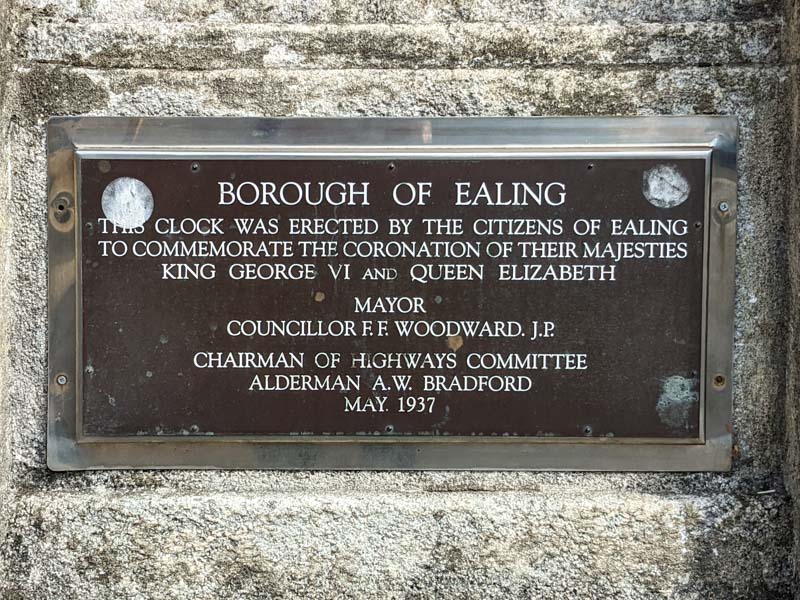 BOROUGH OF EALING
THIS CLOCK WAS ERECTED BY THE CITIZENS OF EALING
TO COMMEMORATE THE CORONATION OF THEIR MAJESTIES
KING GEORGE VI AND QUEEN ELIZABETH
MAYOR
COUNCILLOR F. F. WOODWARD. J.P.
CHAIRMAN OF HIGHWAYS COMMITTEE
ALDERMAN A.W. BRADFORD
MAY. 1937